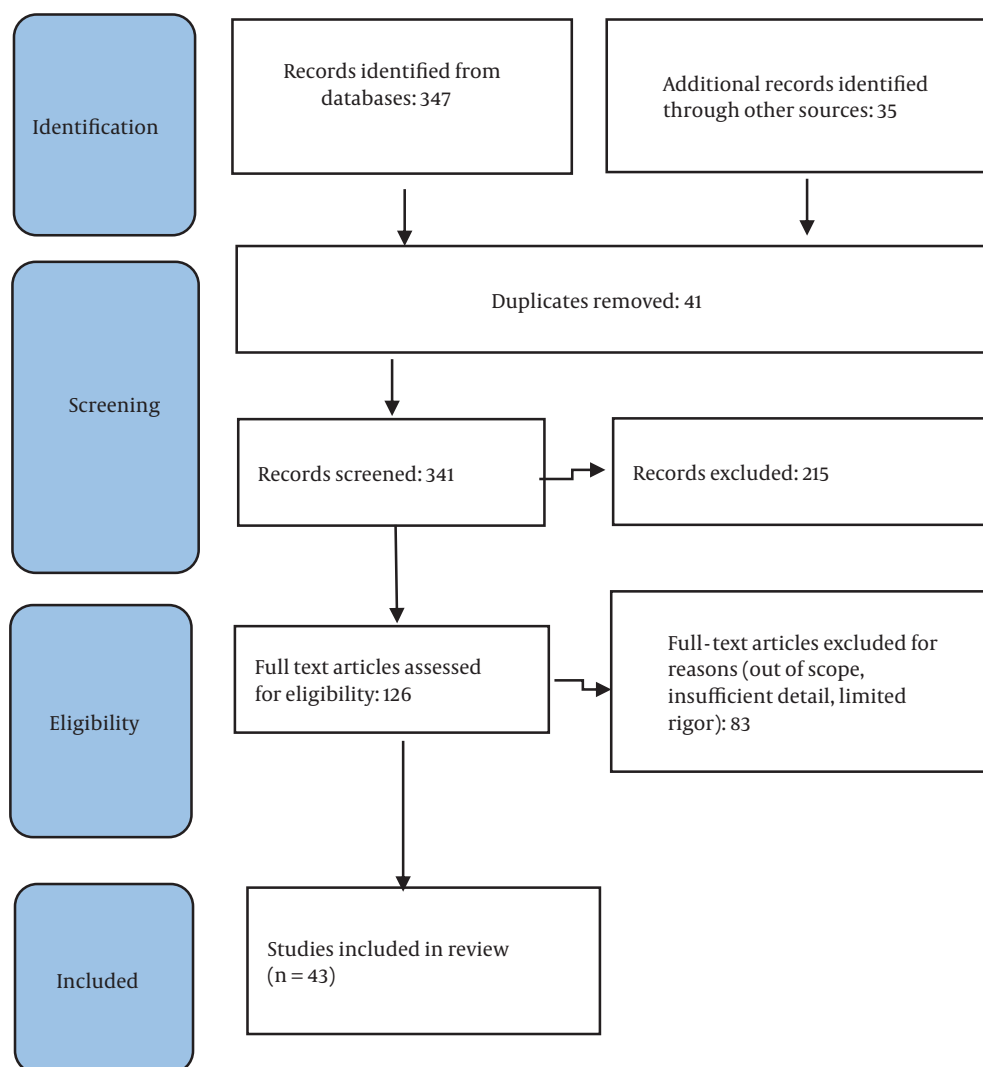 Identification
Records identified from
databases: 347
Additional records identified
through other sources: 35
Duplicates removed: 41
Screening
Records screened: 341
Records excluded: 215
Eligibility
Full text articles assessed
for eligibility: 126
Full-text articles excluded for
reasons (out of scope,
insufficient detail, limited
rigor): 83
Included
Studies included in review
(n = 43)